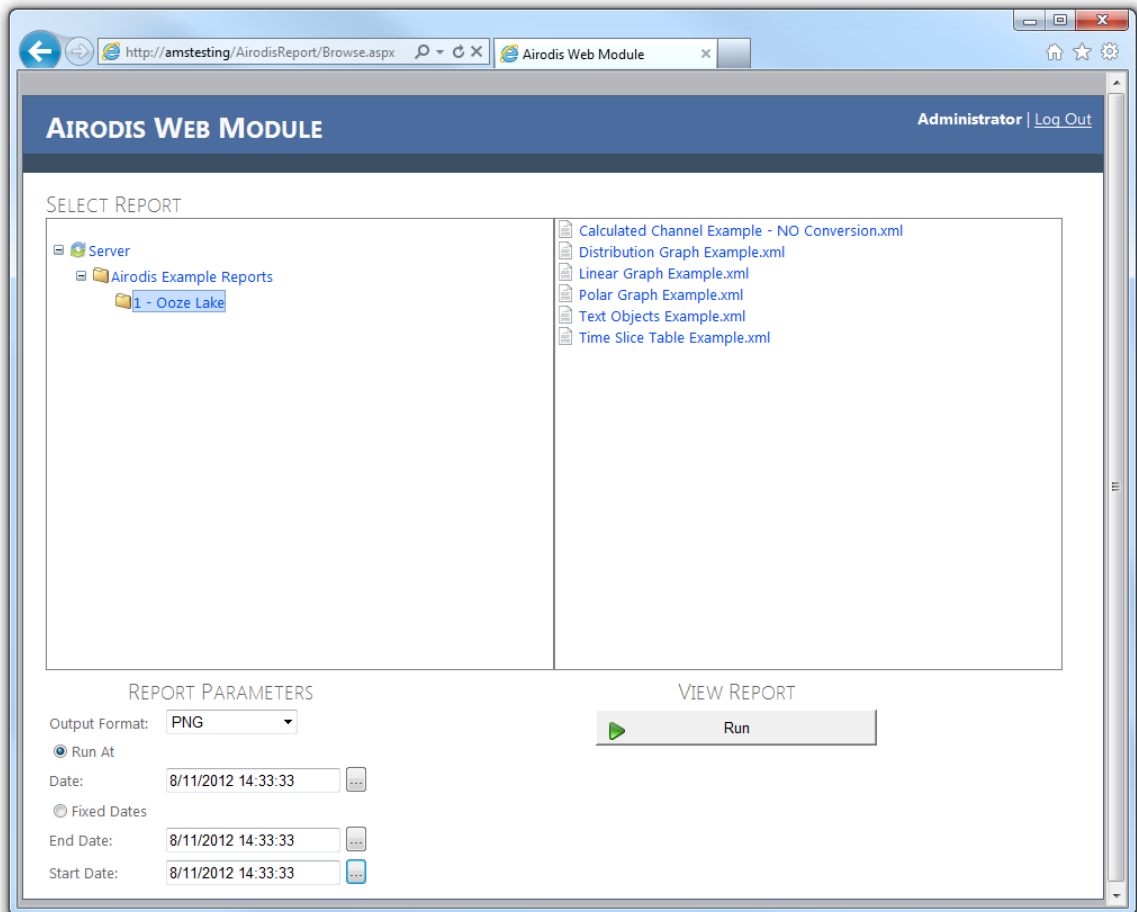 http://amstesting/AirodisReport/Browse.aspx
Airodis Web Module
AIRODIS WEB MODULE
Administrator | Log Out
SELECT REPORT
Server
Airodis Example Reports
1 - Ooze Lake
Calculated Channel Example - NO Conversion.xml
Distribution Graph Example.xml
Linear Graph Example.xml
Polar Graph Example.xml
Text Objects Example.xml
Time Slice Table Example.xml
REPORT PARAMETERS
VIEW REPORT
Output Format: PNG
Run
Run At
Date: 8/11/2012 14:33:33 ...
Fixed Dates
End Date: 8/11/2012 14:33:33 ...
Start Date: 8/11/2012 14:33:33 ...